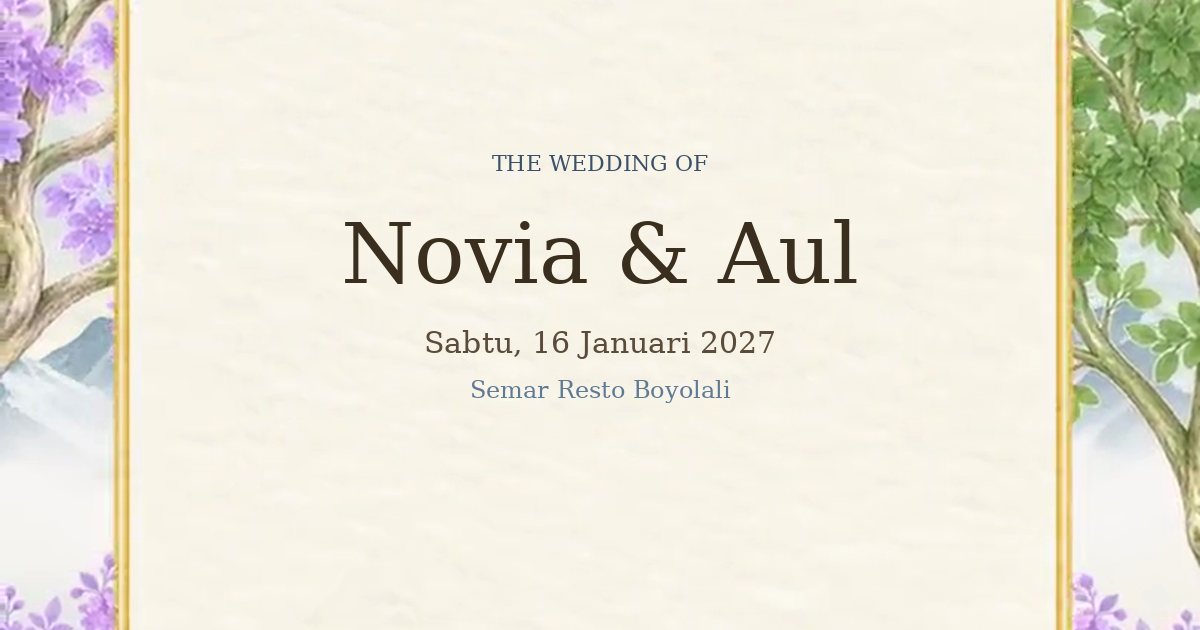 THE WEDDING OF
Novia & Aul
Sabtu, 16 Januari 2027
Semar Resto Boyolali